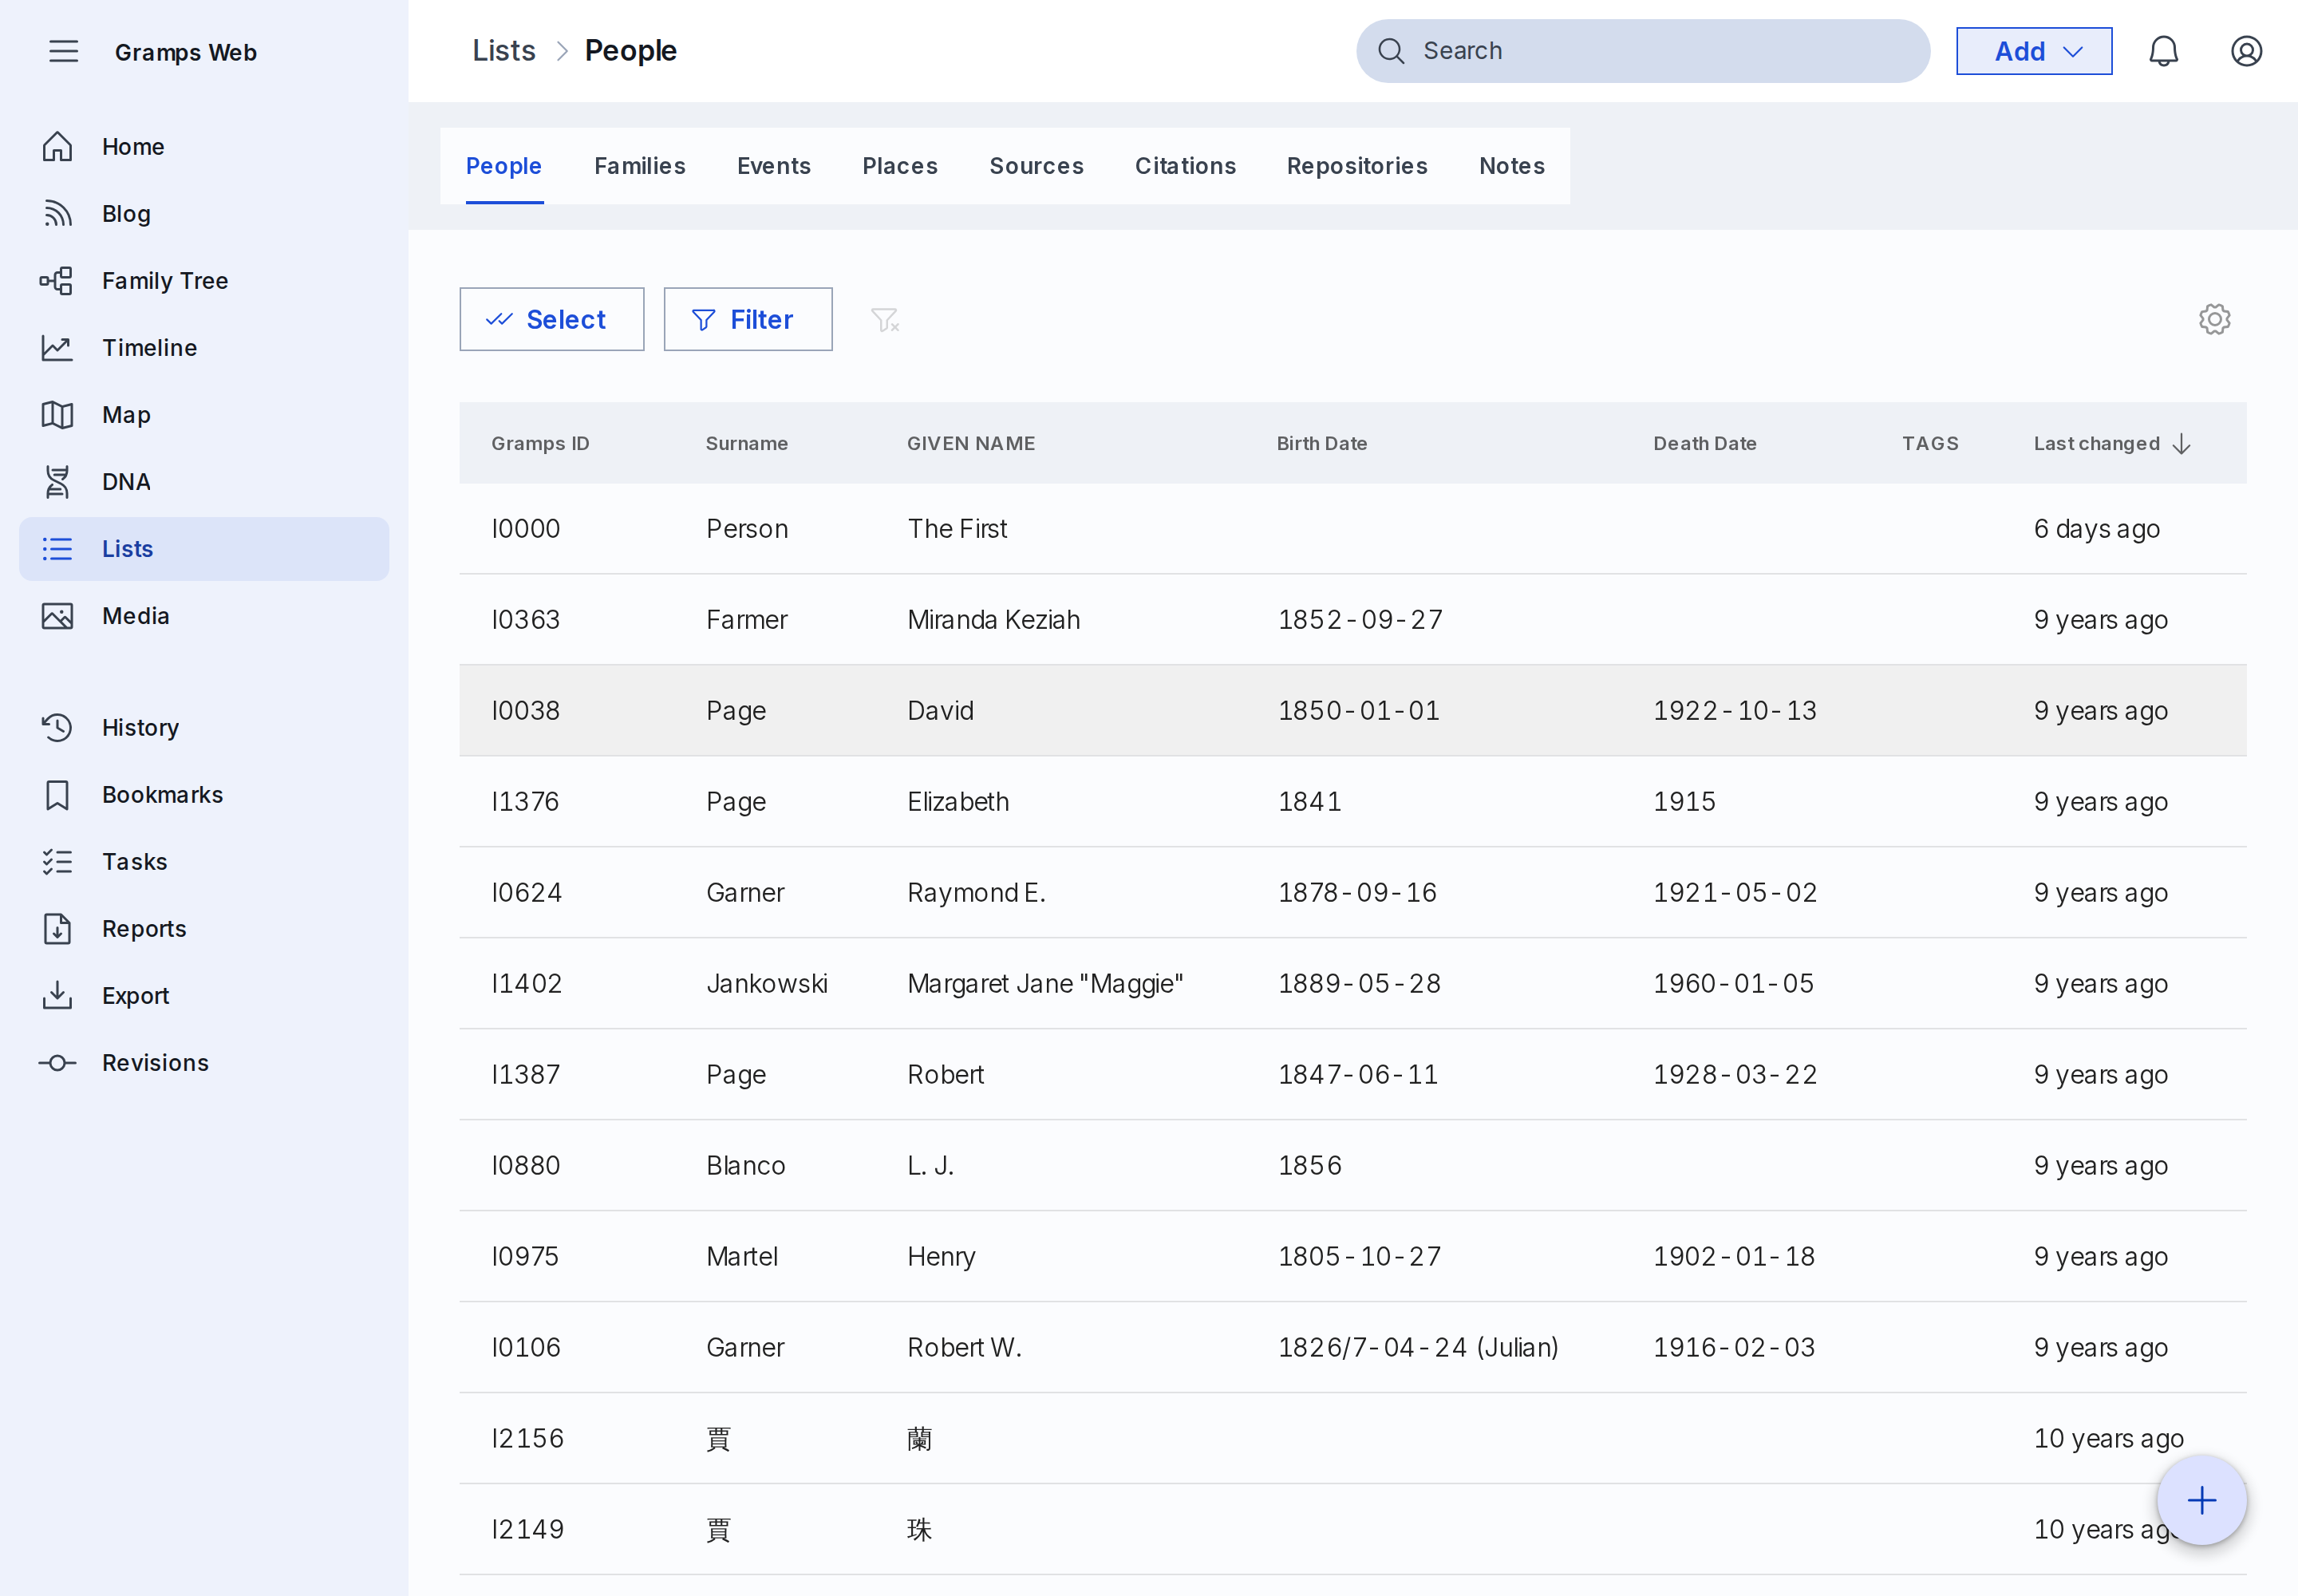 Gramps Web
Home
Blog
Family Tree
Timeline
Map
DNA
Lists
Media
History
Bookmarks
Tasks
Reports
Export
Revisions
Lists People
Search
Add
People Families Events Places Sources Citations Repositories Notes
Select Filter
Gramps ID Surname GIVEN NAME Birth Date Death Date TAGS Last changed
I0000 Person The First 6 days ago
I0363 Farmer Miranda Keziah 1852-09-27 9 years ago
I0038 Page David 1850-01-01 1922-10-13 9 years ago
I1376 Page Elizabeth 1841 1915 9 years ago
I0624 Garner Raymond E. 1878-09-16 1921-05-02 9 years ago
I1402 Jankowski Margaret Jane "Maggie" 1889-05-28 1960-01-05 9 years ago
I1387 Page Robert 1847-06-11 1928-03-22 9 years ago
I0880 Blanco L. J. 1856 9 years ago
I0975 Martel Henry 1805-10-27 1902-01-18 9 years ago
I0106 Garner Robert W. 1826/7-04-24 (Julian) 1916-02-03 9 years ago
I2156 賈 蘭 10 years ago
I2149 賈 珠 10 years ago